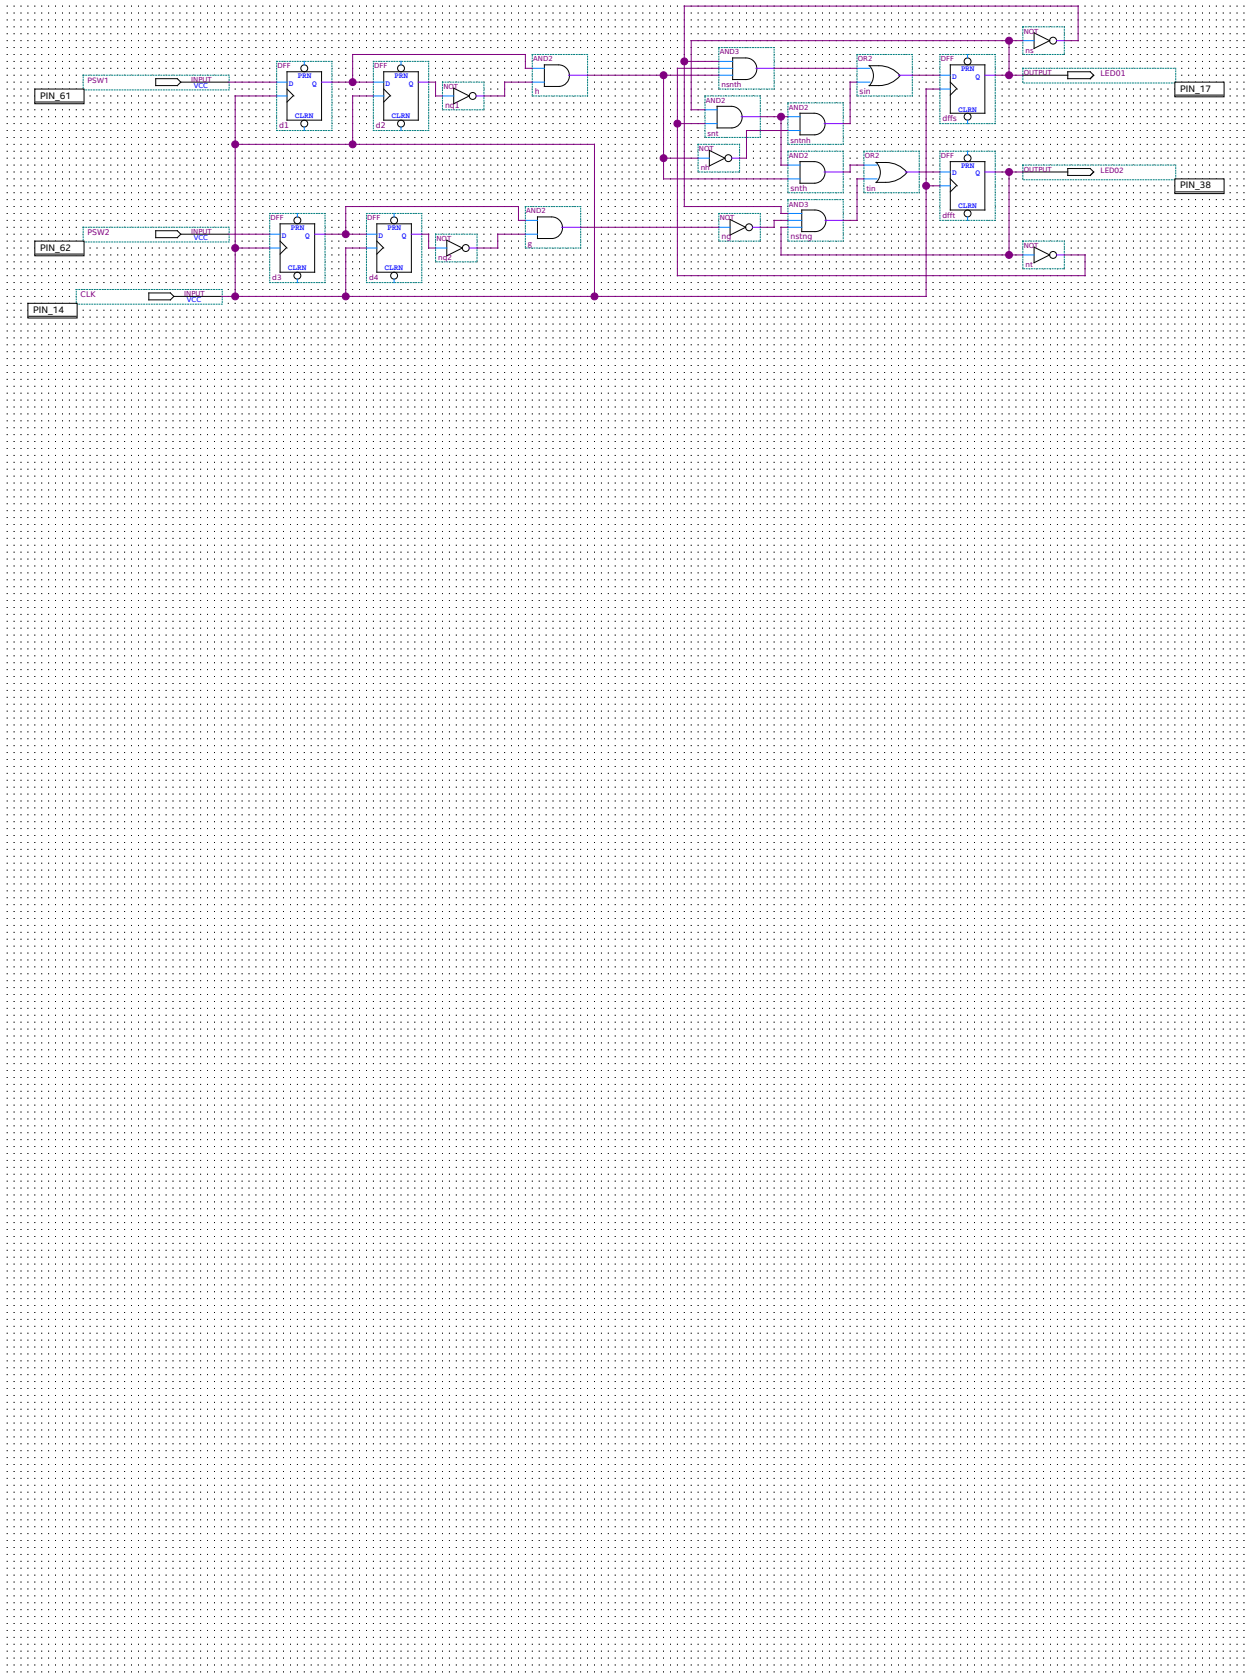 NOT
ns
AND3
nsnth
OR2
sin
DFF
PRN
D Q
CLRN
dffs
OUTPUT LED01
PIN_17
AND2
h
DFF
PRN
D Q
CLRN
d1
DFF
PRN
D Q
CLRN
d2
NOT
nq1
PSW1 INPUT
VCC
PIN_61
AND2
snt
AND2
sntnh
NOT
nh
AND2
snth
OR2
tin
DFF
PRN
D Q
CLRN
dfft
OUTPUT LED02
PIN_38
AND3
nstng
AND2
g
NOT
ng
DFF
PRN
D Q
CLRN
d3
DFF
PRN
D Q
CLRN
d4
NOT
nq2
PSW2 INPUT
VCC
PIN_62
NOT
nt
CLK INPUT
VCC
PIN_14